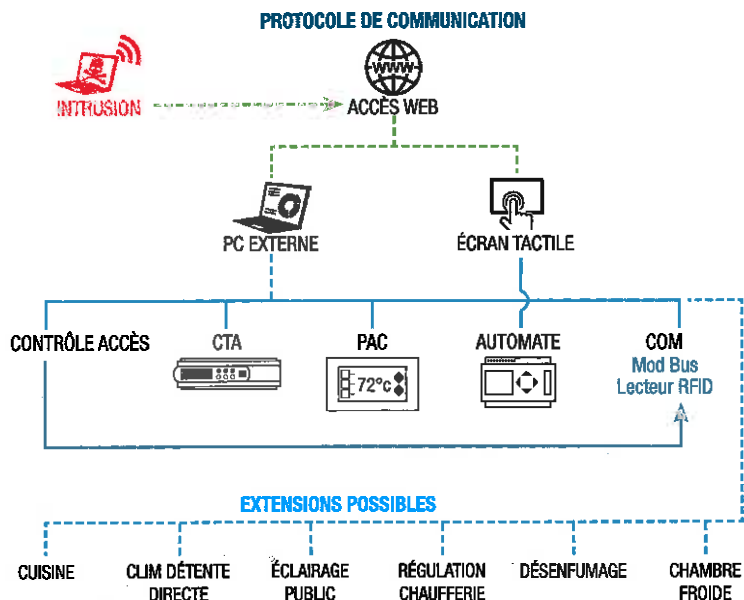 PROTOCOLE DE COMMUNICATION
WWW
INTRUSION
ACCÈS WEB
PC EXTERNE
ÉCRAN TACTILE
CONTRÔLE ACCÈS
CTA
PAC
AUTOMATE
COM
Mod Bus
Lecteur RFID
72°c
EXTENSIONS POSSIBLES
CUISINE
CLIM DÉTENTE
DIRECTE
ÉCLAIRAGE
PUBLIC
RÉGULATION
CHAUFFERIE
DÉSENFUMAGE
CHAMBRE
FROIDE